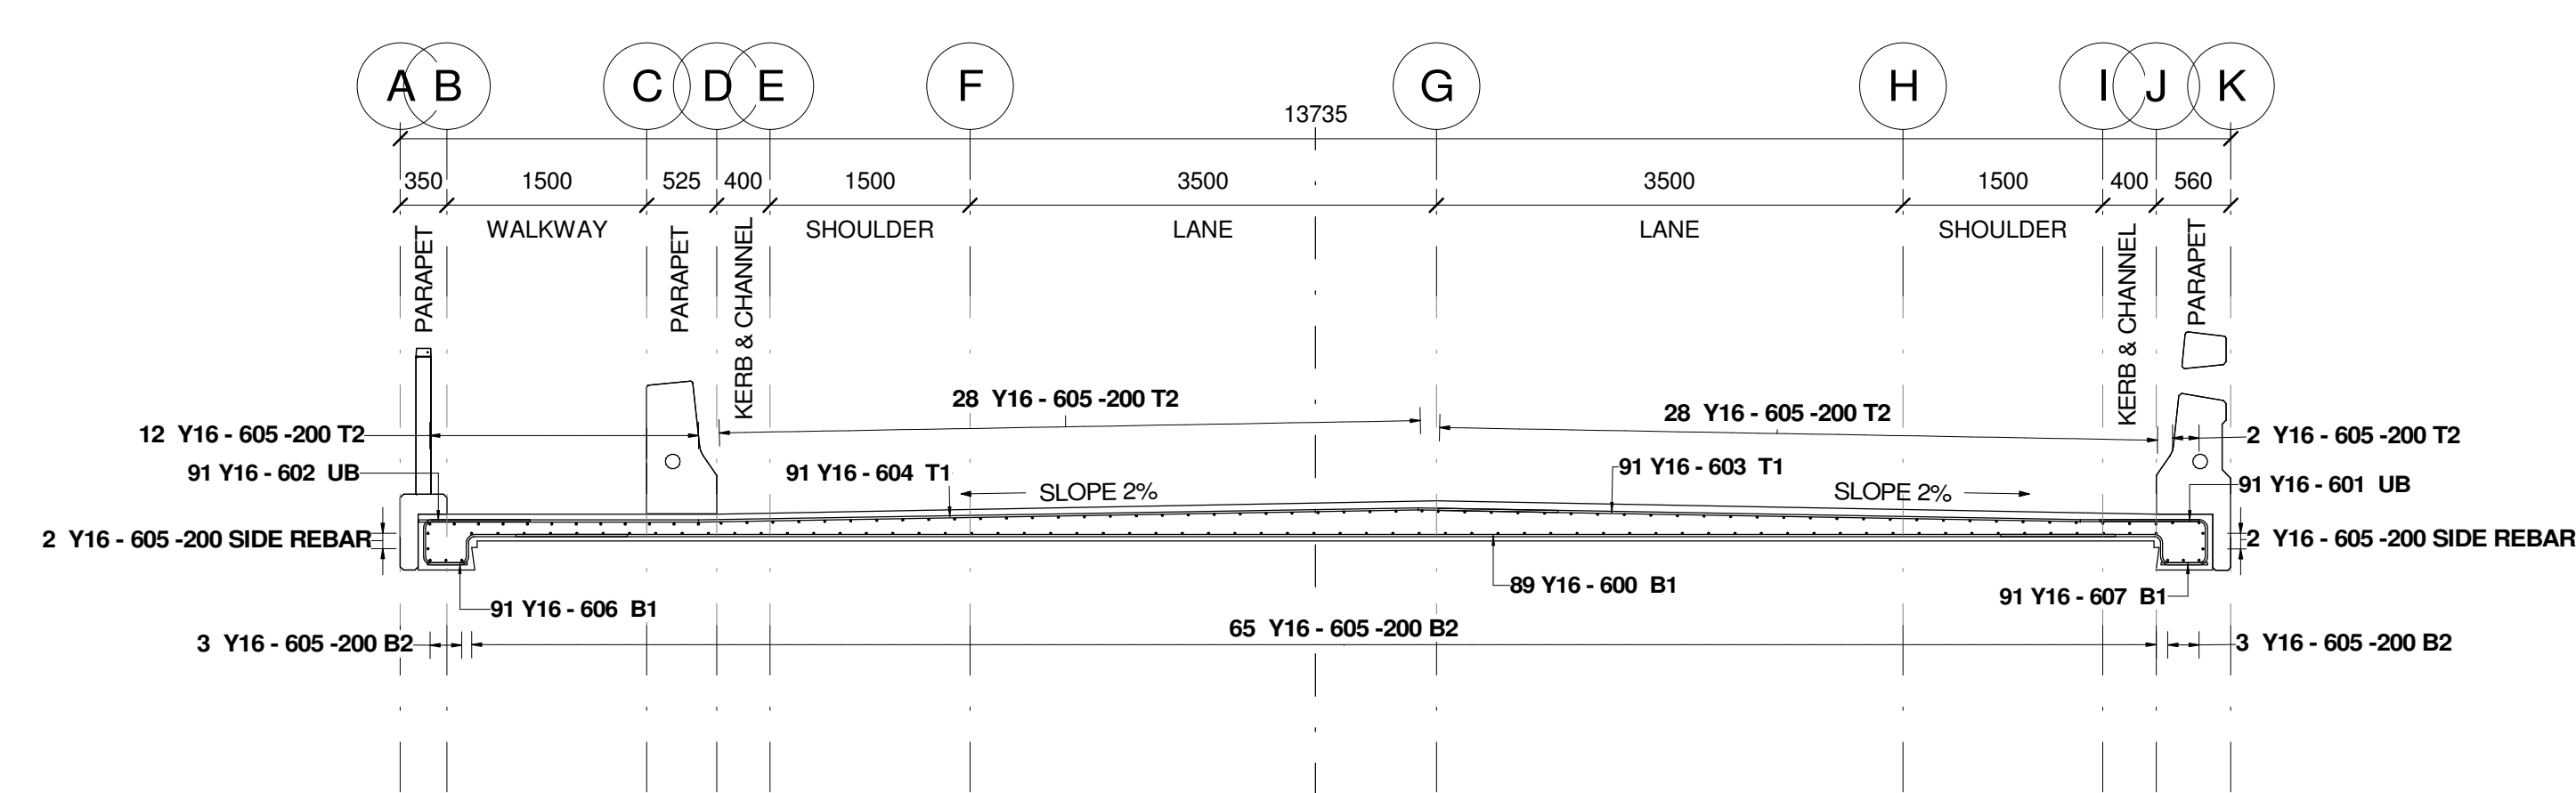 A B C D E F G H I J K
13735
350 1500 525 400 1500 3500 3500 1500 400 560
PARAPET
WALKWAY
PARAPET
KERB & CHANNEL
SHOULDER
LANE
LANE
SHOULDER
KERB & CHANNEL
PARAPET
28 Y16 - 605 -200 T2
28 Y16 - 605 -200 T2
12 Y16 - 605 -200 T2
2 Y16 - 605 -200 T2
91 Y16 - 602 UB
91 Y16 - 604 T1
91 Y16 - 603 T1
91 Y16 - 601 UB
SLOPE 2%
SLOPE 2%
2 Y16 - 605 -200 SIDE REBAR
2 Y16 - 605 -200 SIDE REBAR
89 Y16 - 600 B1
91 Y16 - 606 B1
91 Y16 - 607 B1
65 Y16 - 605 -200 B2
3 Y16 - 605 -200 B2
3 Y16 - 605 -200 B2